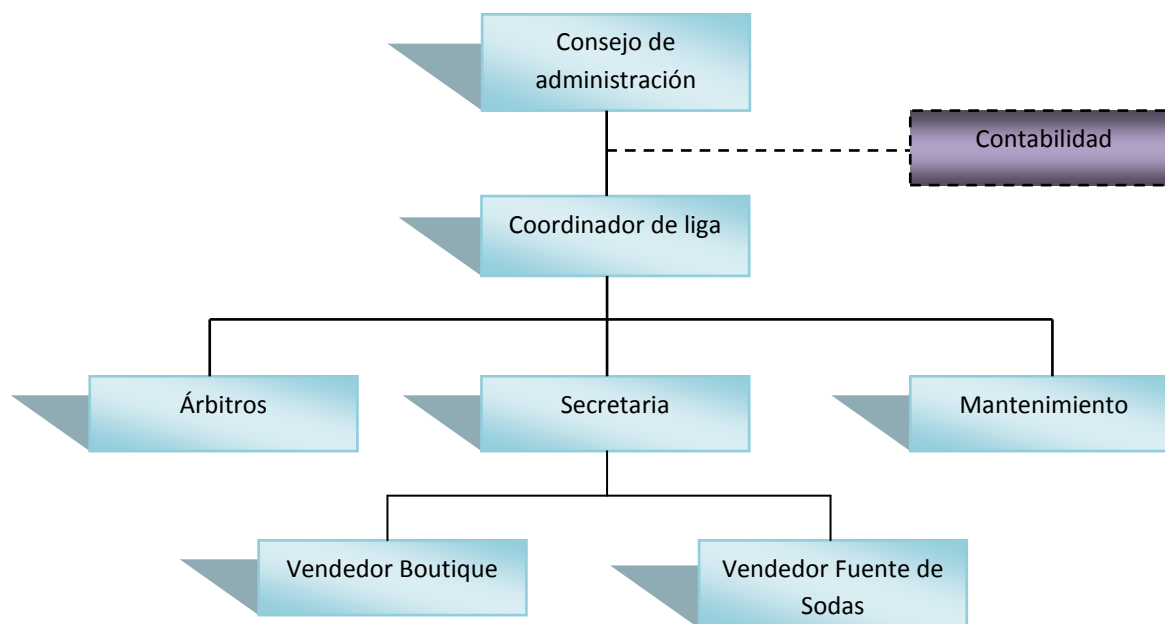 Consejo de
administración
Contabilidad
Coordinador de liga
Árbitros
Secretaria
Mantenimiento
Vendedor Boutique
Vendedor Fuente de
Sodas